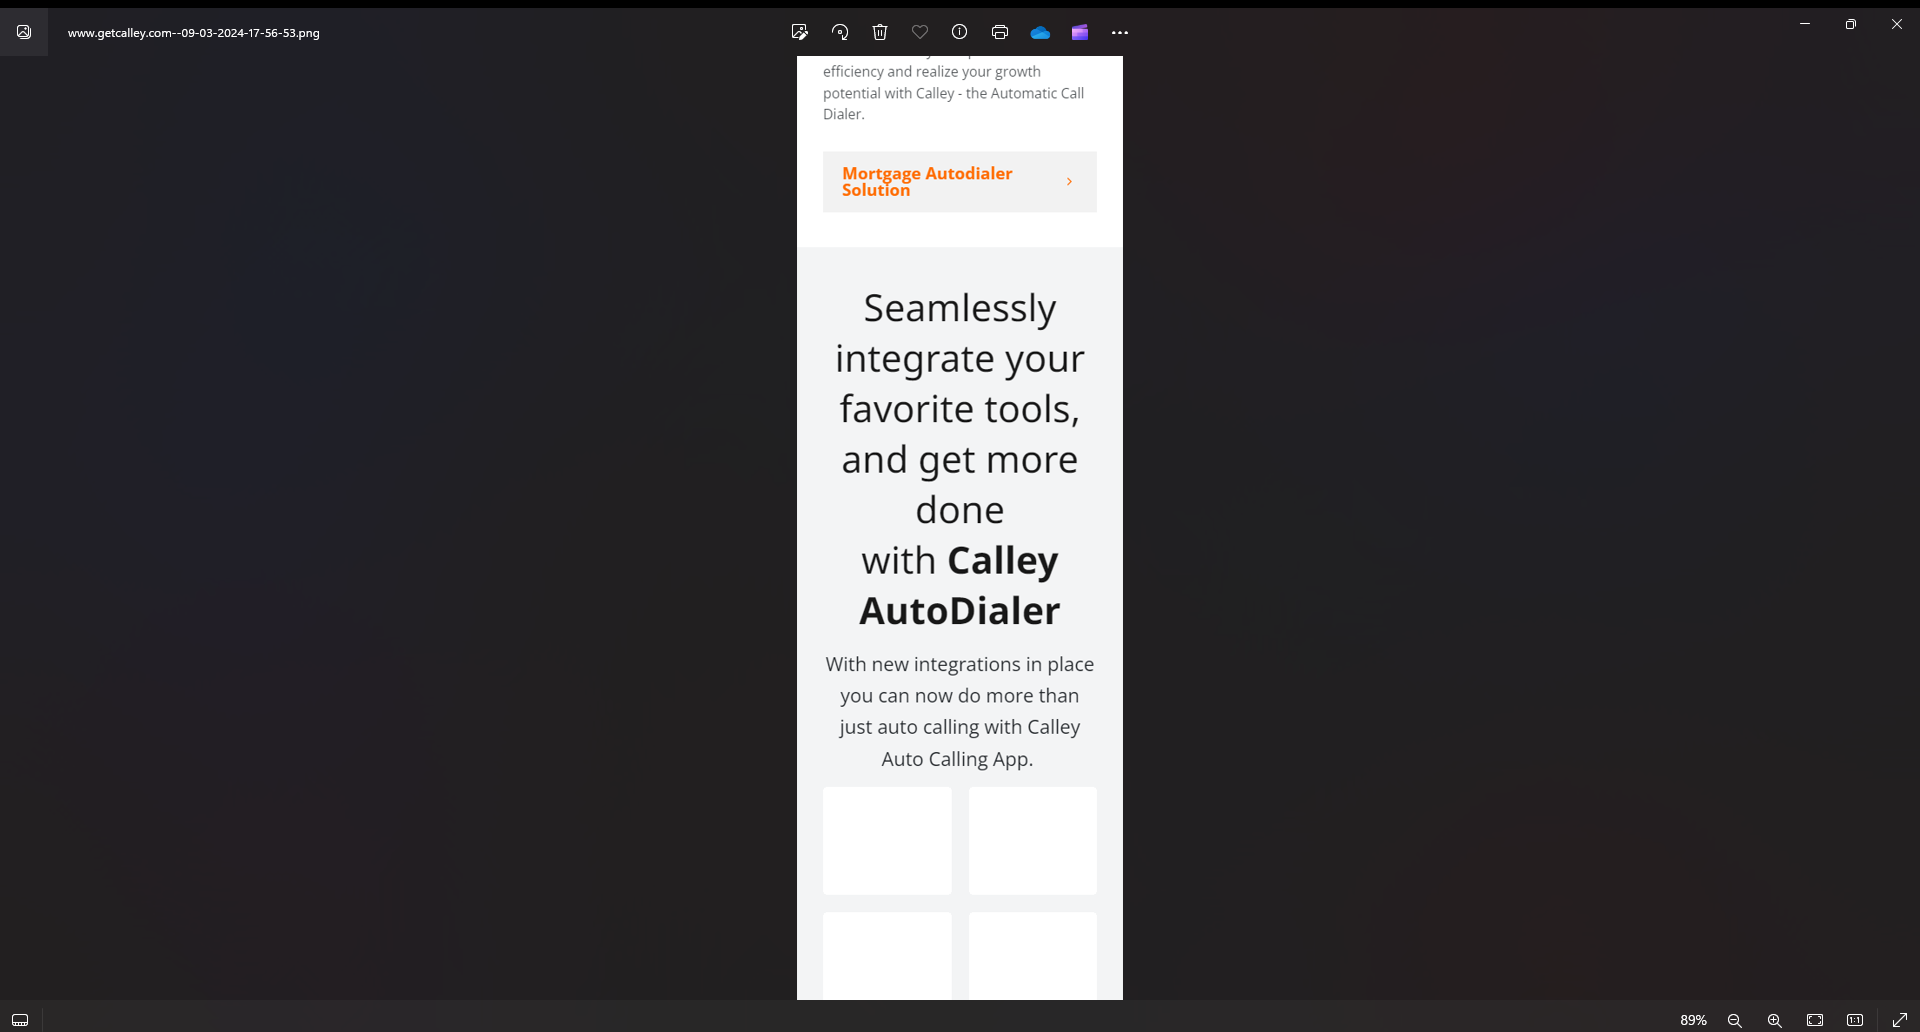 www.getcalley.com--09-03-2024-17-56-53.png
efficiency and realize your growth
potential with Calley - the Automatic Call
Dialer.
Mortgage Autodialer
Solution
Seamlessly
integrate your
favorite tools,
and get more
done
with Calley
AutoDialer
With new integrations in place
you can now do more than
just auto calling with Calley
Auto Calling App.
89%
1:1